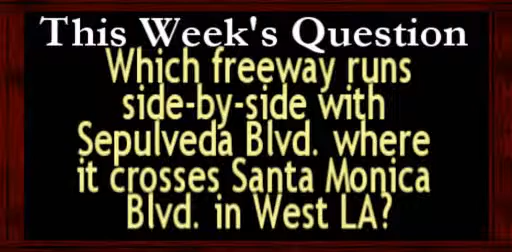 This Week's Question
Which freeway runs
side-by-side with
Sepulveda Blvd. where
it crosses Santa Monica
Blvd. in West LA?